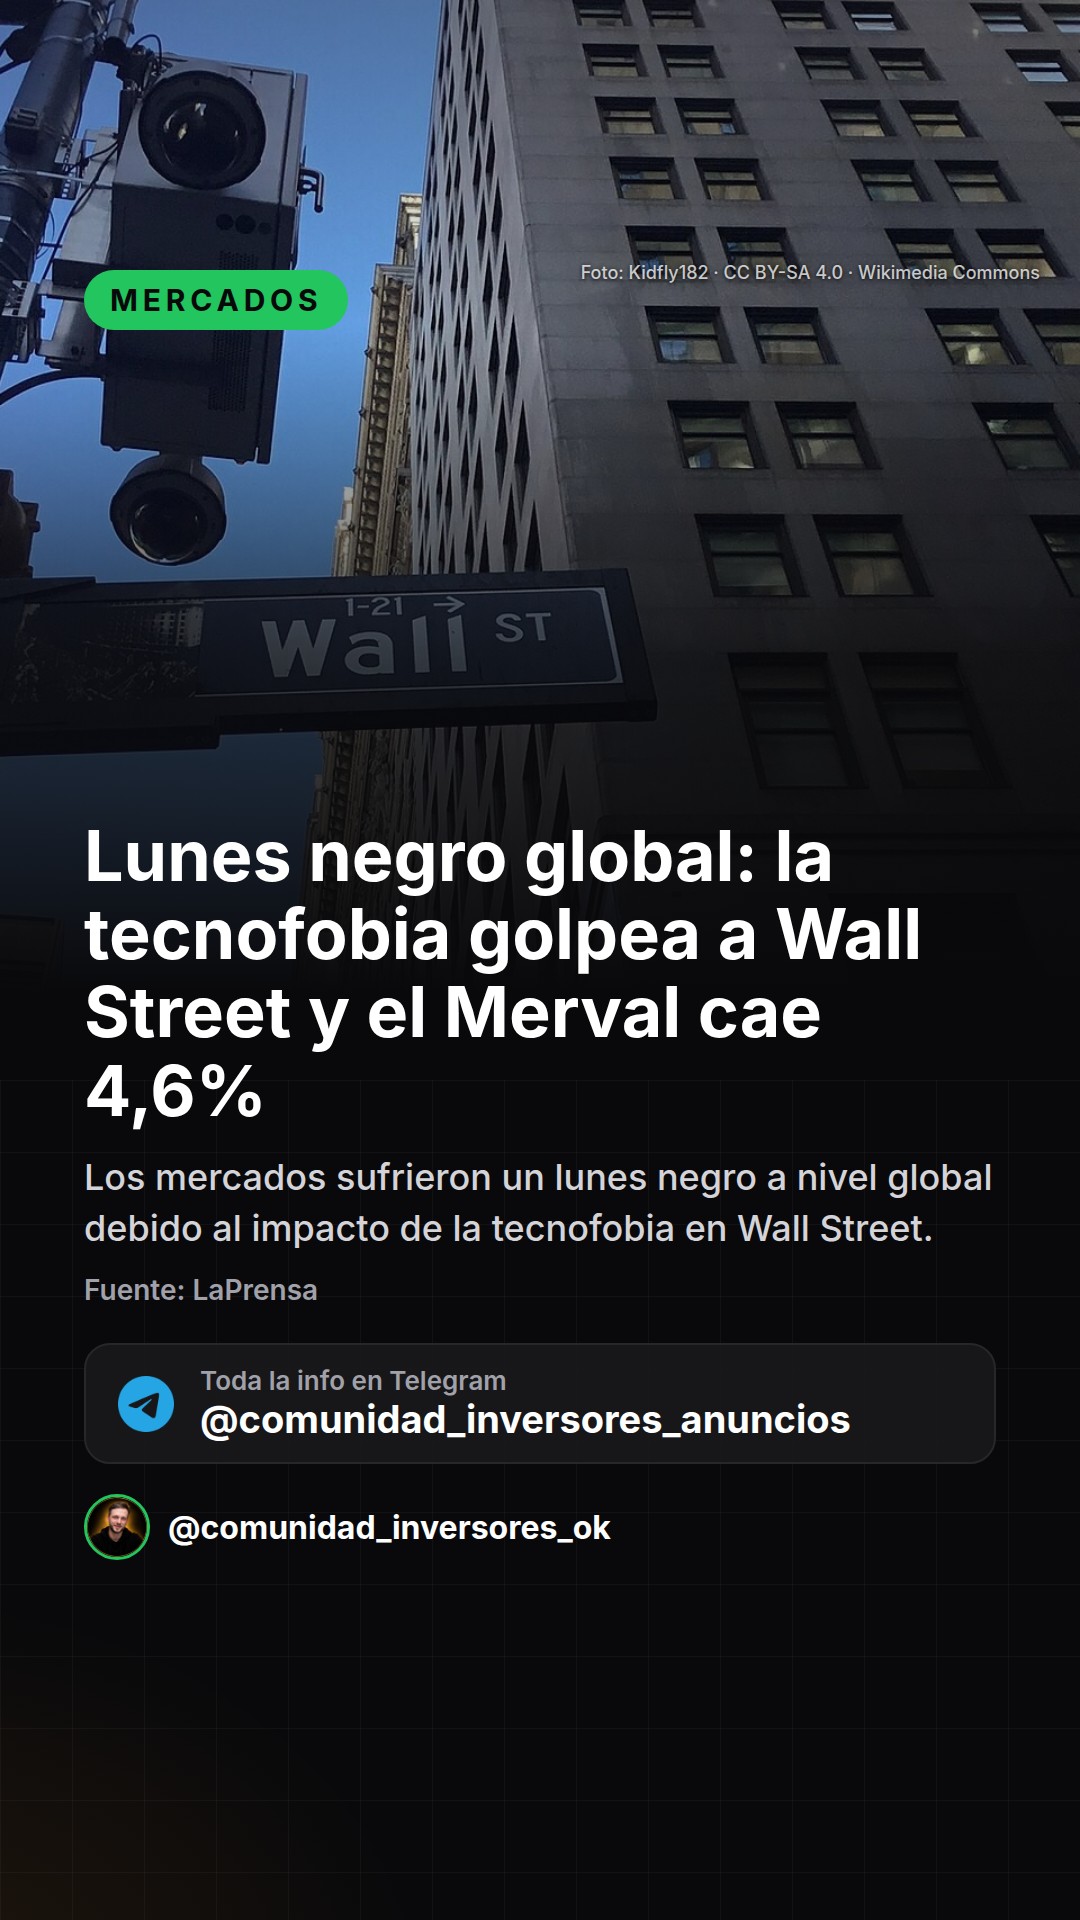 MERCADOS
Foto: Kidfly182 · CC BY-SA 4.0 · Wikimedia Commons
1-21 →
Wall ST
Lunes negro global: la
tecnofobia golpea a Wall
Street y el Merval cae
4,6%
Los mercados sufrieron un lunes negro a nivel global
debido al impacto de la tecnofobia en Wall Street.
Fuente: LaPrensa
Toda la info en Telegram
@comunidad_inversores_anuncios
@comunidad_inversores_ok